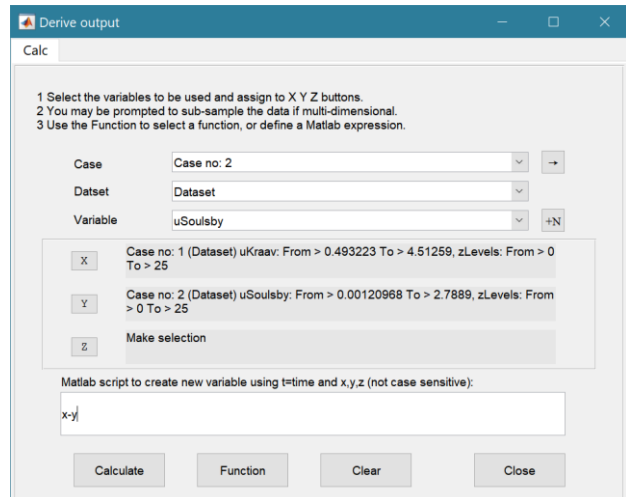 Derive output
Calc
1 Select the variables to be used and assign to X Y Z buttons.
2 You may be prompted to sub-sample the data if multi-dimensional.
3 Use the Function to select a function, or define a Matlab expression.
Case
Case no: 2
→
Datset
Dataset
Variable
uSoulsby
+N
X
Case no: 1 (Dataset) uKraav: From > 0.493223 To > 4.51259, zLevels: From > 0
To > 25
Y
Case no: 2 (Dataset) uSoulsby: From > 0.00120968 To > 2.7889, zLevels: From
> 0 To > 25
Z
Make selection
Matlab script to create new variable using t=time and x,y,z (not case sensitive):
x-y
Calculate
Function
Clear
Close